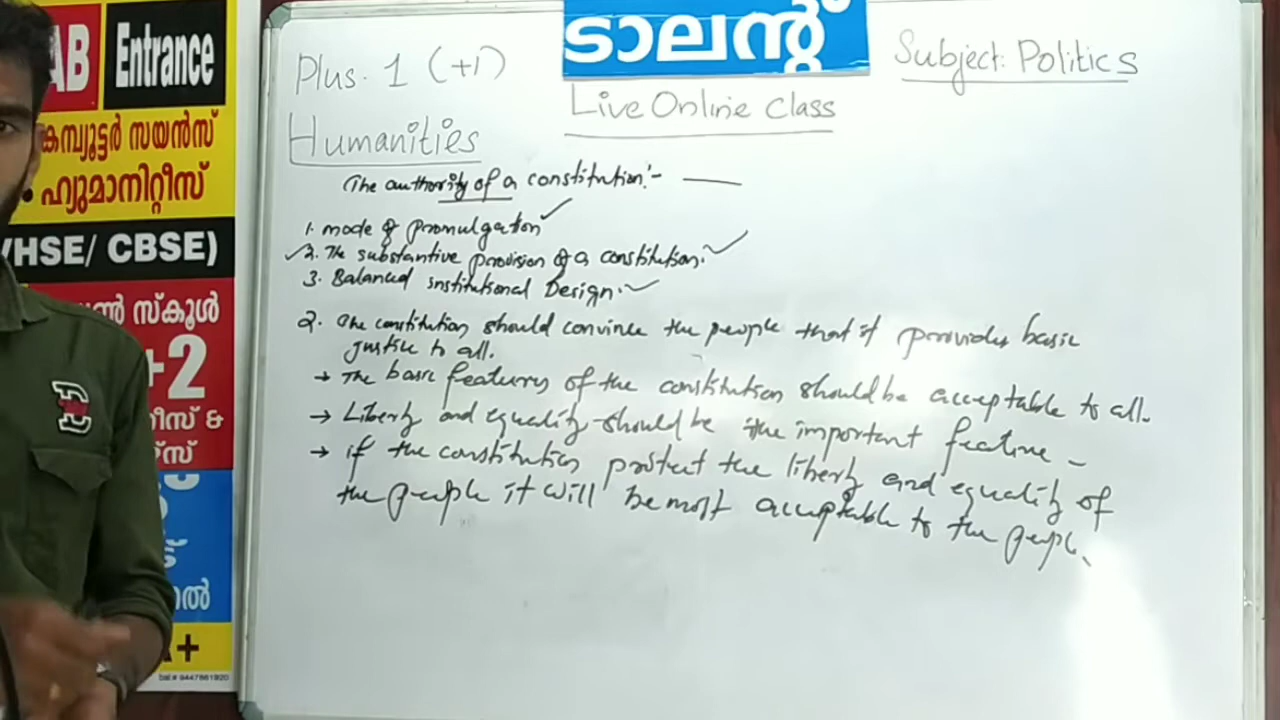 AB Entrance
കമ്പ്യൂട്ടർ സയൻസ്
ഹ്യുമാനിറ്റീസ്
VHSE/ CBSE)
സ്കൂൾ
+2
&
A+
ടാലന്റ്
Plus. 1 (+1)
Subject: Politics
Live Online Class
Humanities
The authority of a constitution:-
1. mode of promulgation
2. The substantive provision of a constitution.
3. Balanced institutional Design.
2. The constitution should convince the people that it provides basic
justice to all.
→ The basic features of the constitution should be acceptable to all.
→ Liberty and equality should be the important feature -
→ if the constitution protect the liberty and equality of
the people it will be most acceptable to the people.